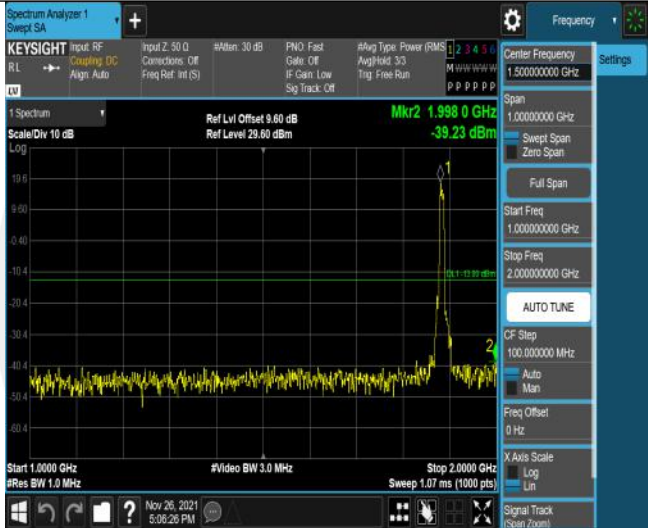 Spectrum Analyzer 1
Swept SA
+
Frequency
KEYSIGHT
RL
Input: RF
Coupling: DC
Align: Auto
Input Z: 50 Ω
Corrections: Off
Freq Ref: Int (S)
#Atten: 30 dB
PNO: Fast
Gate: Off
IF Gain: Low
Sig Track: Off
#Avg Type: Power (RMS
Avg|Hold: 3/3
Trig: Free Run
1 2 3 4 5 6
M W W W W W
P P P P P P
1 Spectrum
Scale/Div 10 dB
Log
Ref Lvl Offset 9.60 dB
Ref Level 29.60 dBm
Mkr2 1.998 0 GHz
-39.23 dBm
19.6
9.60
-0.40
-10.4
-20.4
-30.4
-40.4
-50.4
-60.4
1
DL1 -13.00 dBm
2
Start 1.0000 GHz
#Res BW 1.0 MHz
#Video BW 3.0 MHz
Stop 2.0000 GHz
Sweep 1.07 ms (1000 pts)
Center Frequency
1.500000000 GHz
Settings
Span
1.00000000 GHz
Swept Span
Zero Span
Full Span
Start Freq
1.000000000 GHz
Stop Freq
2.000000000 GHz
AUTO TUNE
CF Step
100.000000 MHz
Auto
Man
Freq Offset
0 Hz
X Axis Scale
Log
Lin
Signal Track
(Span Zoom)
?
Nov 26, 2021
5:06:26 PM